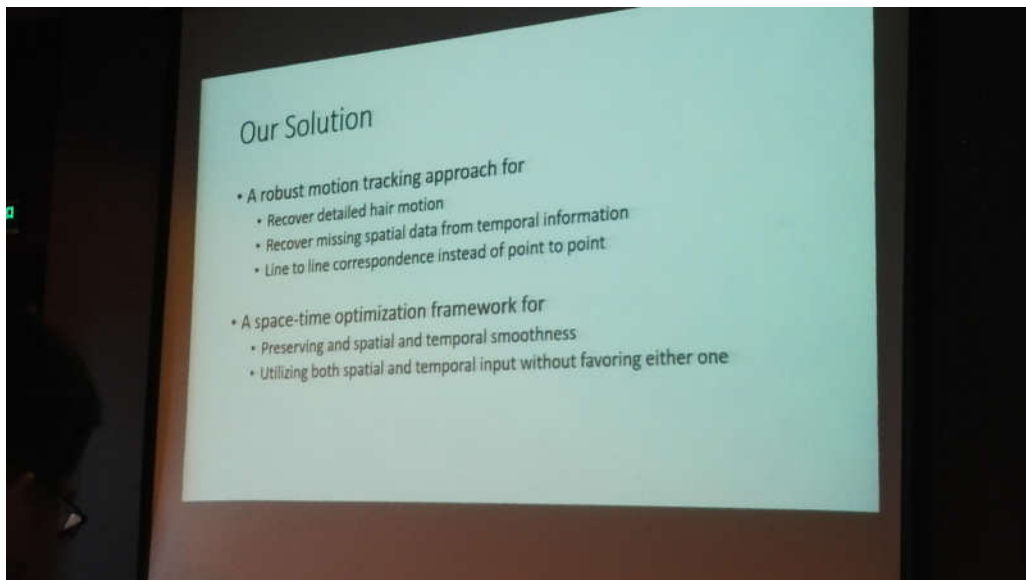 Our Solution
• A robust motion tracking approach for
• Recover detailed hair motion
• Recover missing spatial data from temporal information
• Line to line correspondence instead of point to point
• A space-time optimization framework for
• Preserving and spatial and temporal smoothness
• Utilizing both spatial and temporal input without favoring either one